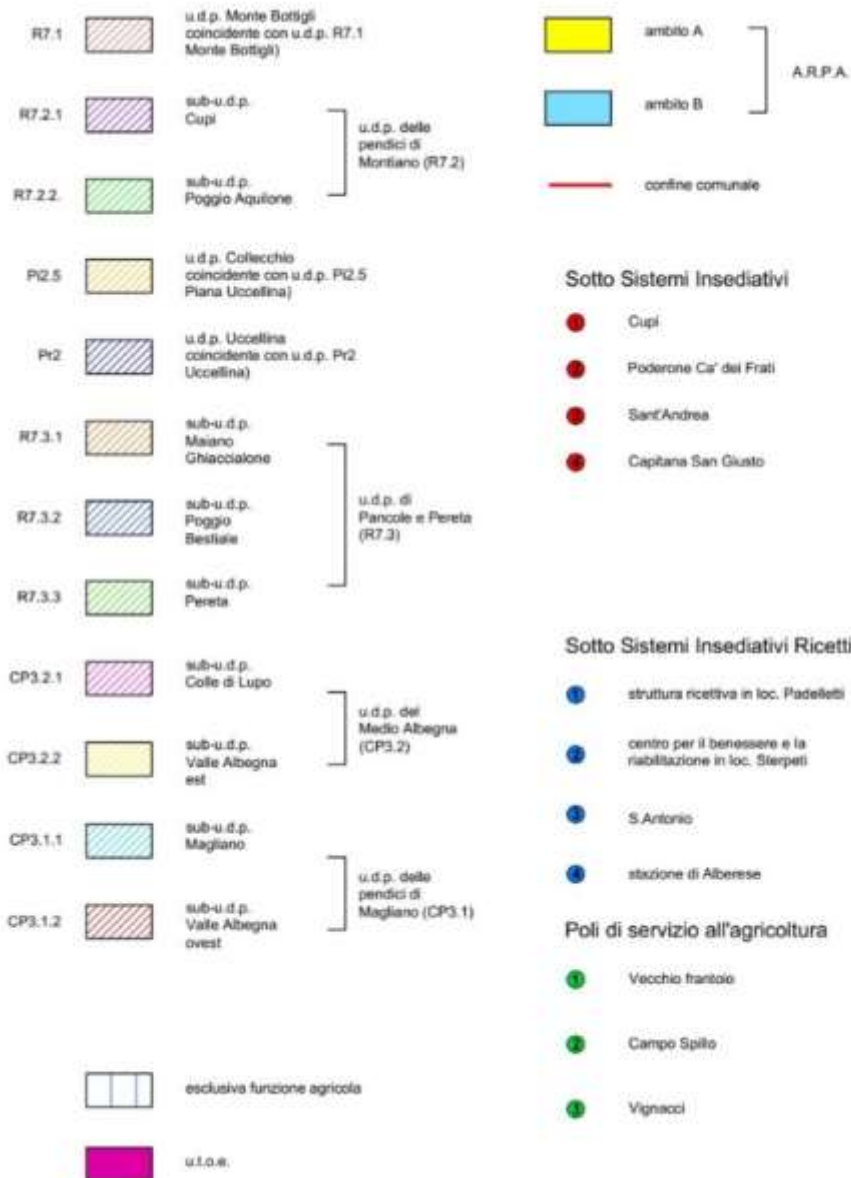 R7.1
u.d.p. Monte Bottigli
coincidente con u.d.p. R7.1
Monte Bottigli)
R7.2.1
sub-u.d.p.
Cupi
R7.2.2.
sub-u.d.p.
Poggio Aquilone
u.d.p. delle
pendici di
Montiano (R7.2)
Pi2.5
u.d.p. Collecchio
coincidente con u.d.p. Pi2.5
Piana Uccellina)
Pr2
u.d.p. Uccellina
coincidente con u.d.p. Pr2
Uccellina)
R7.3.1
sub-u.d.p.
Maiano
Ghiaccialone
R7.3.2
sub-u.d.p.
Poggio
Bestiale
R7.3.3
sub-u.d.p.
Pereta
u.d.p. di
Pancole e Pereta
(R7.3)
CP3.2.1
sub-u.d.p.
Colle di Lupo
CP3.2.2
sub-u.d.p.
Valle Albegna
est
u.d.p. del
Medio Albegna
(CP3.2)
CP3.1.1
sub-u.d.p.
Magliano
CP3.1.2
sub-u.d.p.
Valle Albegna
ovest
u.d.p. delle
pendici di
Magliano (CP3.1)
esclusiva funzione agricola
u.t.o.e.
ambito A
ambito B
A.R.P.A.
confine comunale
Sotto Sistemi Insediativi
1 Cupi
2 Poderone Ca' dei Frati
3 Sant'Andrea
4 Capitana San Giusto
Sotto Sistemi Insediativi Ricetti
1 struttura ricettiva in loc. Padelletti
2 centro per il benessere e la
riabilitazione in loc. Sterpeti
3 S.Antonio
4 stazione di Alberese
Poli di servizio all'agricoltura
1 Vecchio frantoio
2 Campo Spillo
3 Vignacci